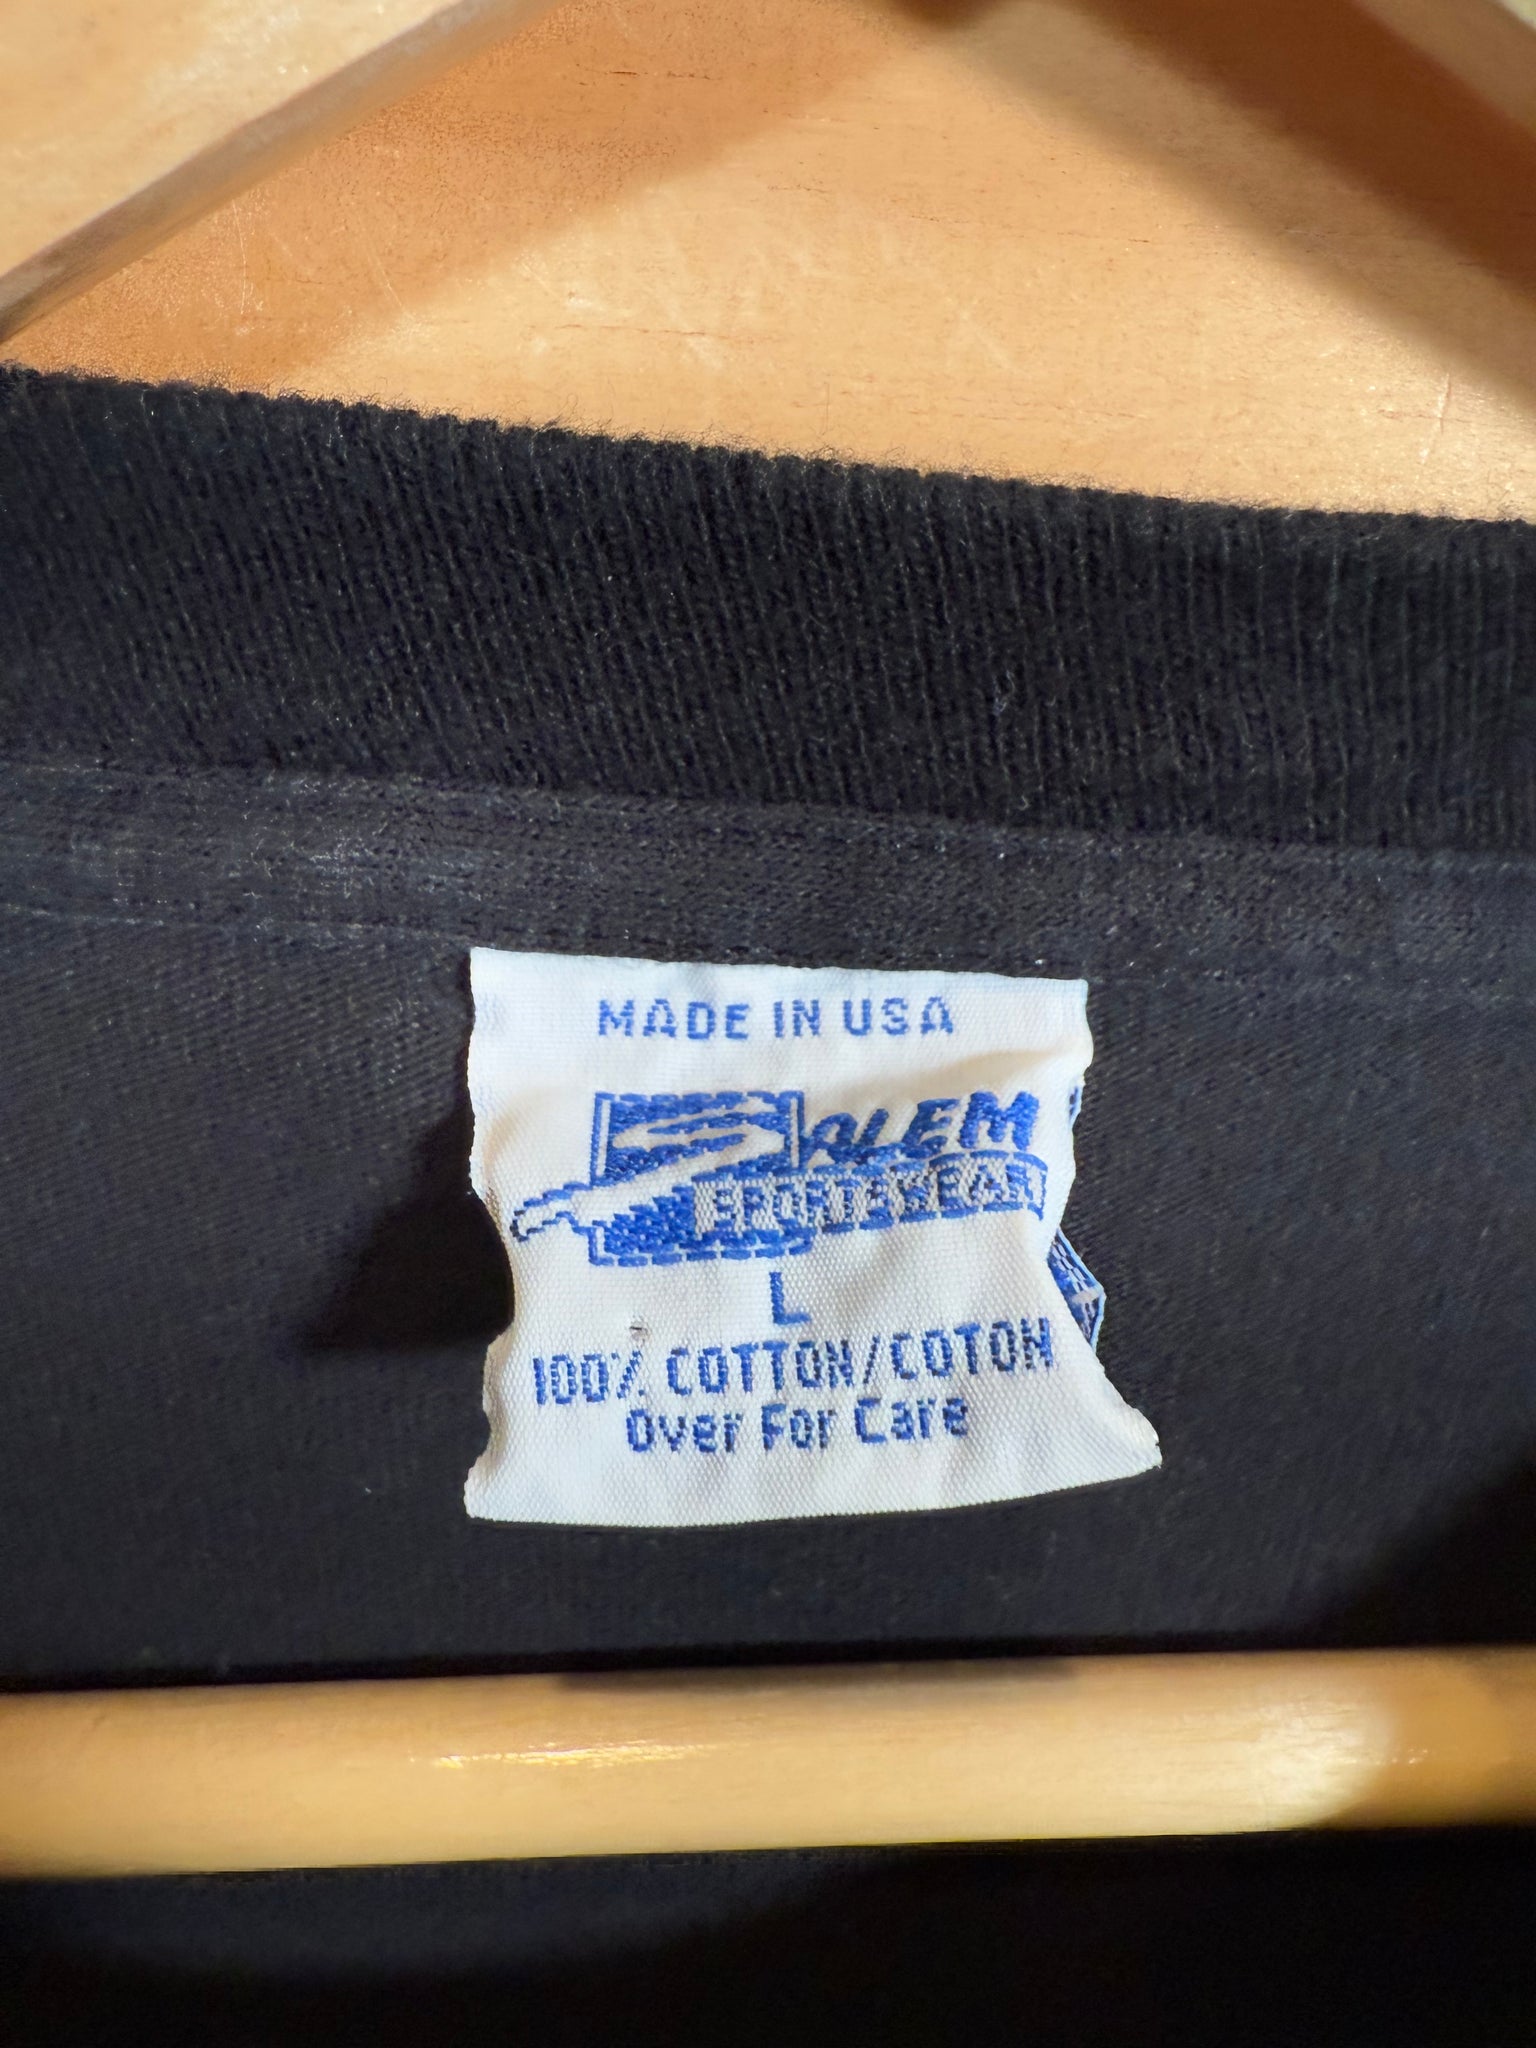 MADE IN USA
SALEM
SPORTSWEAR
L
100% COTTON/COTON
Over For Care